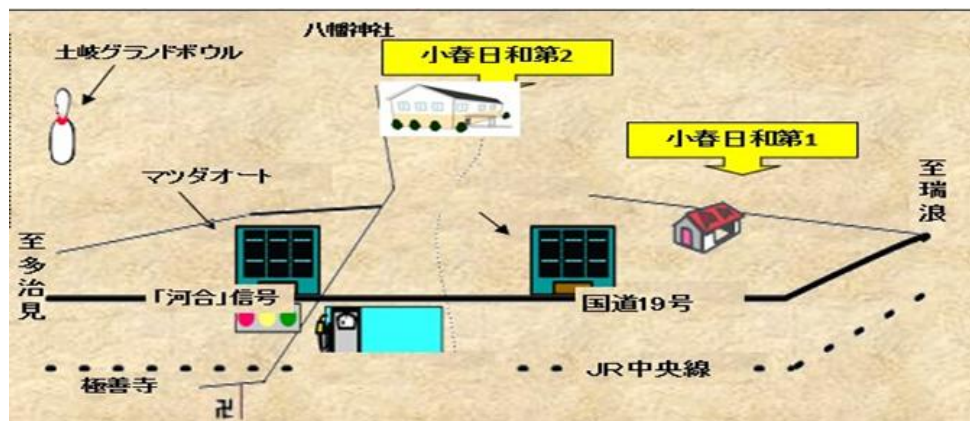 八幡神社
土岐グランドボウル
小春日和第2
小春日和第1
マツダオート
至瑞浪
至多治見
「河合」信号
国道19号
JR中央線
極善寺
卍